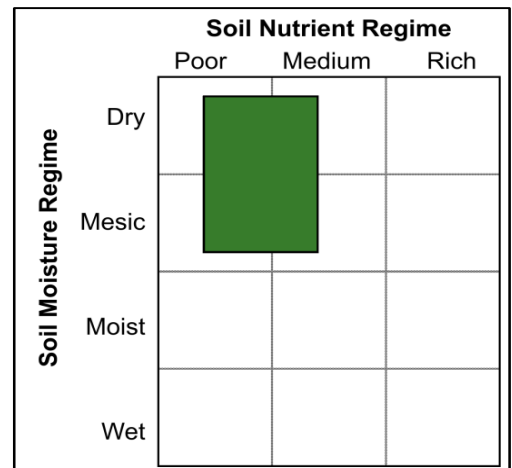 Soil Nutrient Regime
Poor Medium Rich
Soil Moisture Regime
Dry
Mesic
Moist
Wet